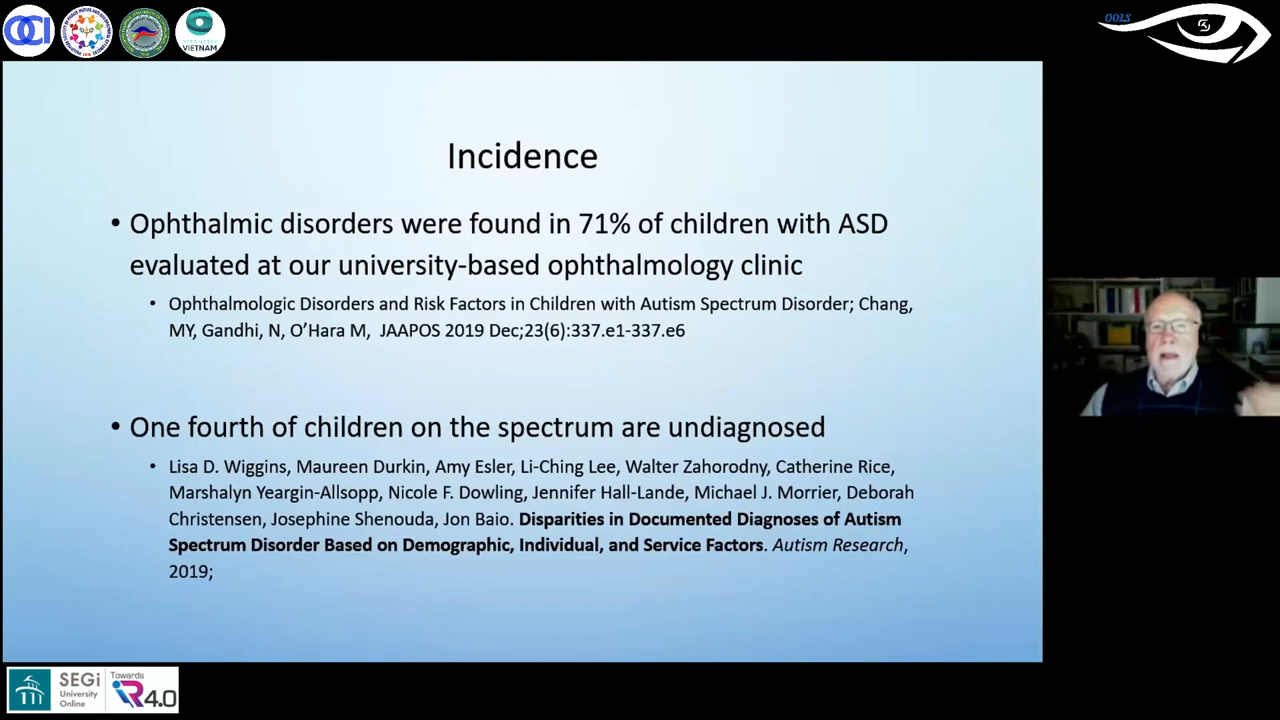 OCI
VIETNAM
OOLS
Incidence
• Ophthalmic disorders were found in 71% of children with ASD
evaluated at our university-based ophthalmology clinic
• Ophthalmologic Disorders and Risk Factors in Children with Autism Spectrum Disorder; Chang,
MY, Gandhi, N, O’Hara M, JAAPOS 2019 Dec;23(6):337.e1-337.e6
• One fourth of children on the spectrum are undiagnosed
• Lisa D. Wiggins, Maureen Durkin, Amy Esler, Li-Ching Lee, Walter Zahorodny, Catherine Rice,
Marshalyn Yeargin-Allsopp, Nicole F. Dowling, Jennifer Hall-Lande, Michael J. Morrier, Deborah
Christensen, Josephine Shenouda, Jon Baio. Disparities in Documented Diagnoses of Autism
Spectrum Disorder Based on Demographic, Individual, and Service Factors. Autism Research,
2019;
SEGi
University
Online
Towards
iR4.0